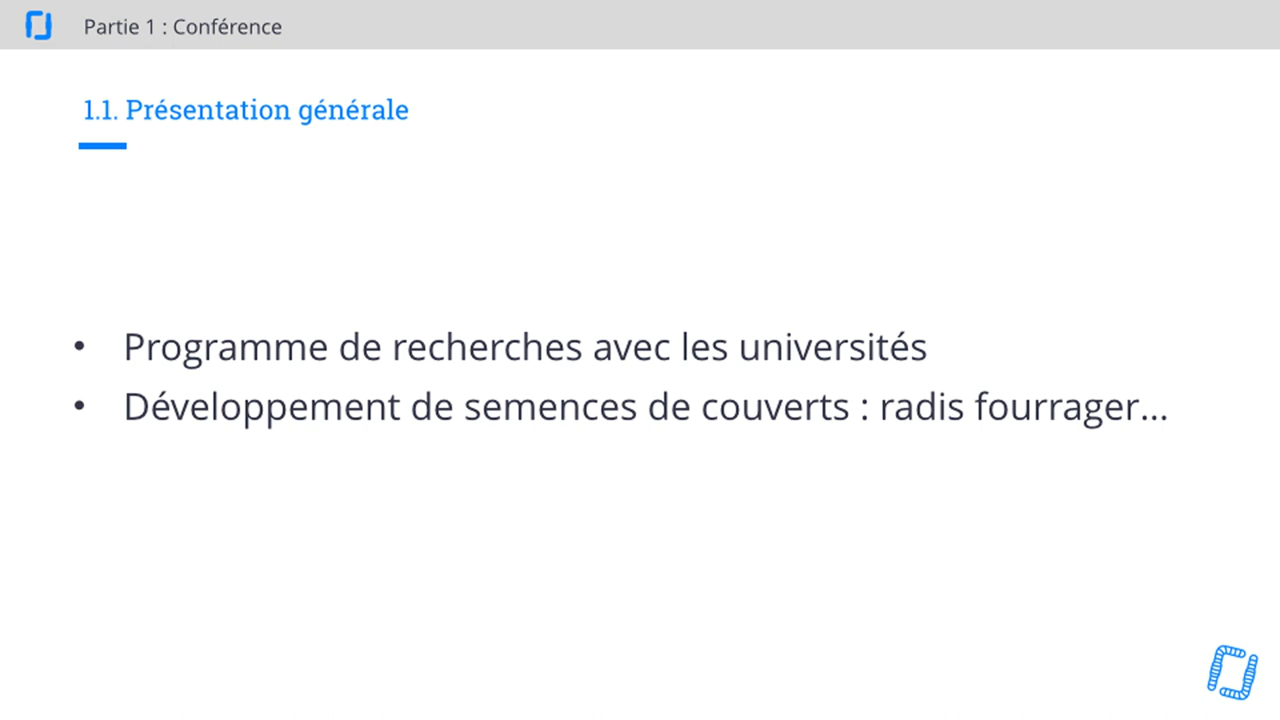 Partie 1 : Conférence
1.1. Présentation générale
• Programme de recherches avec les universités
• Développement de semences de couverts : radis fourrager...